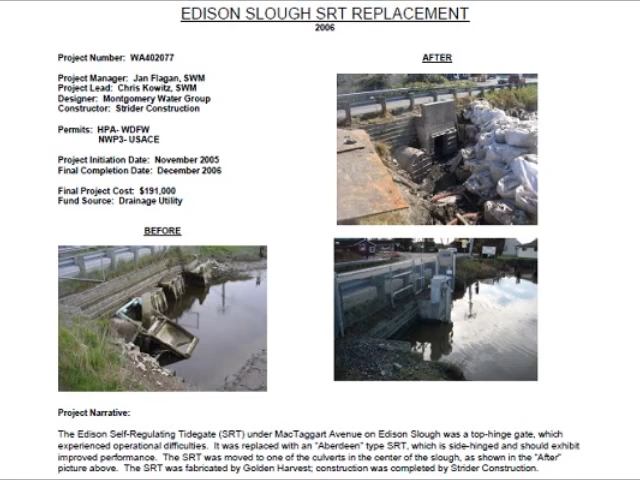 EDISON SLOUGH SRT REPLACEMENT
2006
Project Number: WA402077
Project Manager: Jan Flagan, SWM
Project Lead: Chris Kowitz, SWM
Designer: Montgomery Water Group
Constructor: Strider Construction
Permits: HPA- WDFW
NWP3- USACE
Project Initiation Date: November 2005
Final Completion Date: December 2006
Final Project Cost: $191,000
Fund Source: Drainage Utility
BEFORE
AFTER
Project Narrative:
The Edison Self-Regulating Tidegate (SRT) under MacTaggart Avenue on Edison Slough was a top-hinge gate, which
experienced operational difficulties. It was replaced with an "Aberdeen" type SRT, which is side-hinged and should exhibit
improved performance. The SRT was moved to one of the culverts in the center of the slough, as shown in the "After"
picture above. The SRT was fabricated by Golden Harvest; construction was completed by Strider Construction.